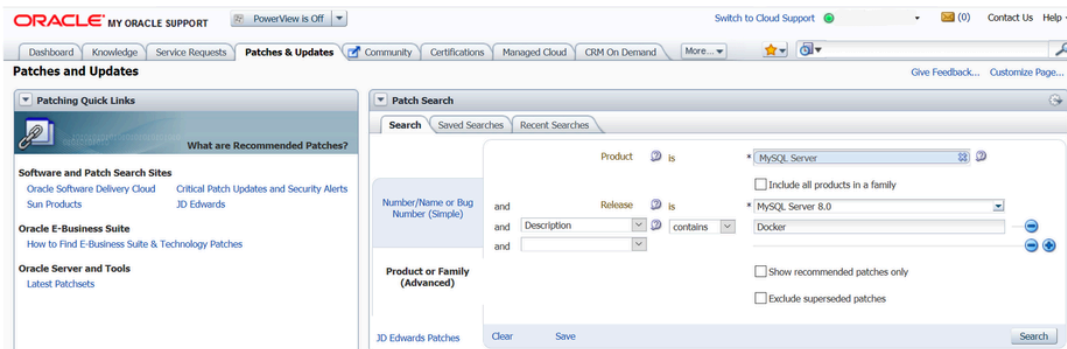 ORACLE® MY ORACLE SUPPORT PowerView is Off Switch to Cloud Support (0) Contact Us Help
Dashboard Knowledge Service Requests Patches & Updates Community Certifications Managed Cloud CRM On Demand More...
Patches and Updates Give Feedback... Customize Page...
Patching Quick Links
What are Recommended Patches?
Software and Patch Search Sites
Oracle Software Delivery Cloud Critical Patch Updates and Security Alerts
Sun Products JD Edwards
Oracle E-Business Suite
How to Find E-Business Suite & Technology Patches
Oracle Server and Tools
Latest Patchsets
Patch Search
Search Saved Searches Recent Searches
Number/Name or Bug
Number (Simple)
Product or Family
(Advanced)
JD Edwards Patches
Product is * MySQL Server
Include all products in a family
and Release is * MySQL Server 8.0
and Description contains Docker
and
Show recommended patches only
Exclude superseded patches
Clear Save Search